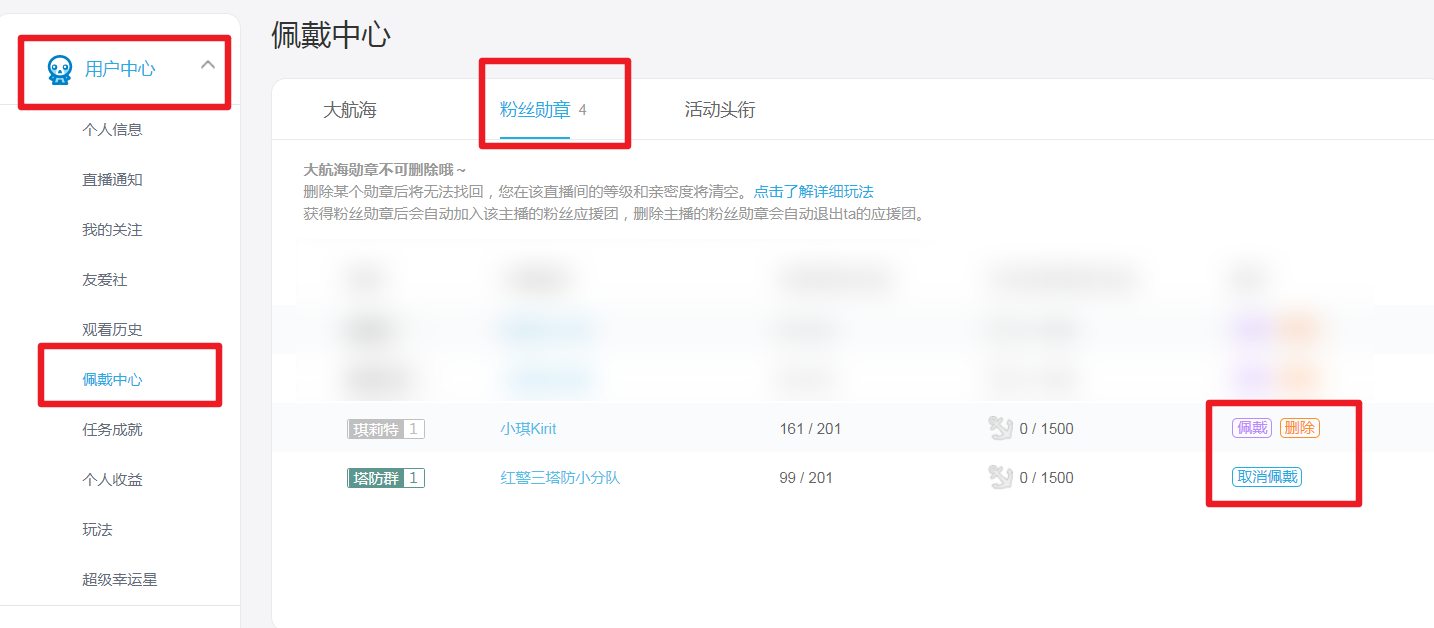 用户中心
个人信息
直播通知
我的关注
友爱社
观看历史
佩戴中心
任务成就
个人收益
玩法
超级幸运星
佩戴中心
大航海 粉丝勋章 4 活动头衔
大航海勋章不可删除哦~
删除某个勋章后将无法找回，您在该直播间的等级和亲密度将清空。点击了解详细玩法
获得粉丝勋章后会自动加入该主播的粉丝应援团，删除主播的粉丝勋章会自动退出ta的应援团。
琪莉特 1 小琪Kirit 161 / 201 0 / 1500 佩戴 删除
塔防群 1 红警三塔防小分队 99 / 201 0 / 1500 取消佩戴